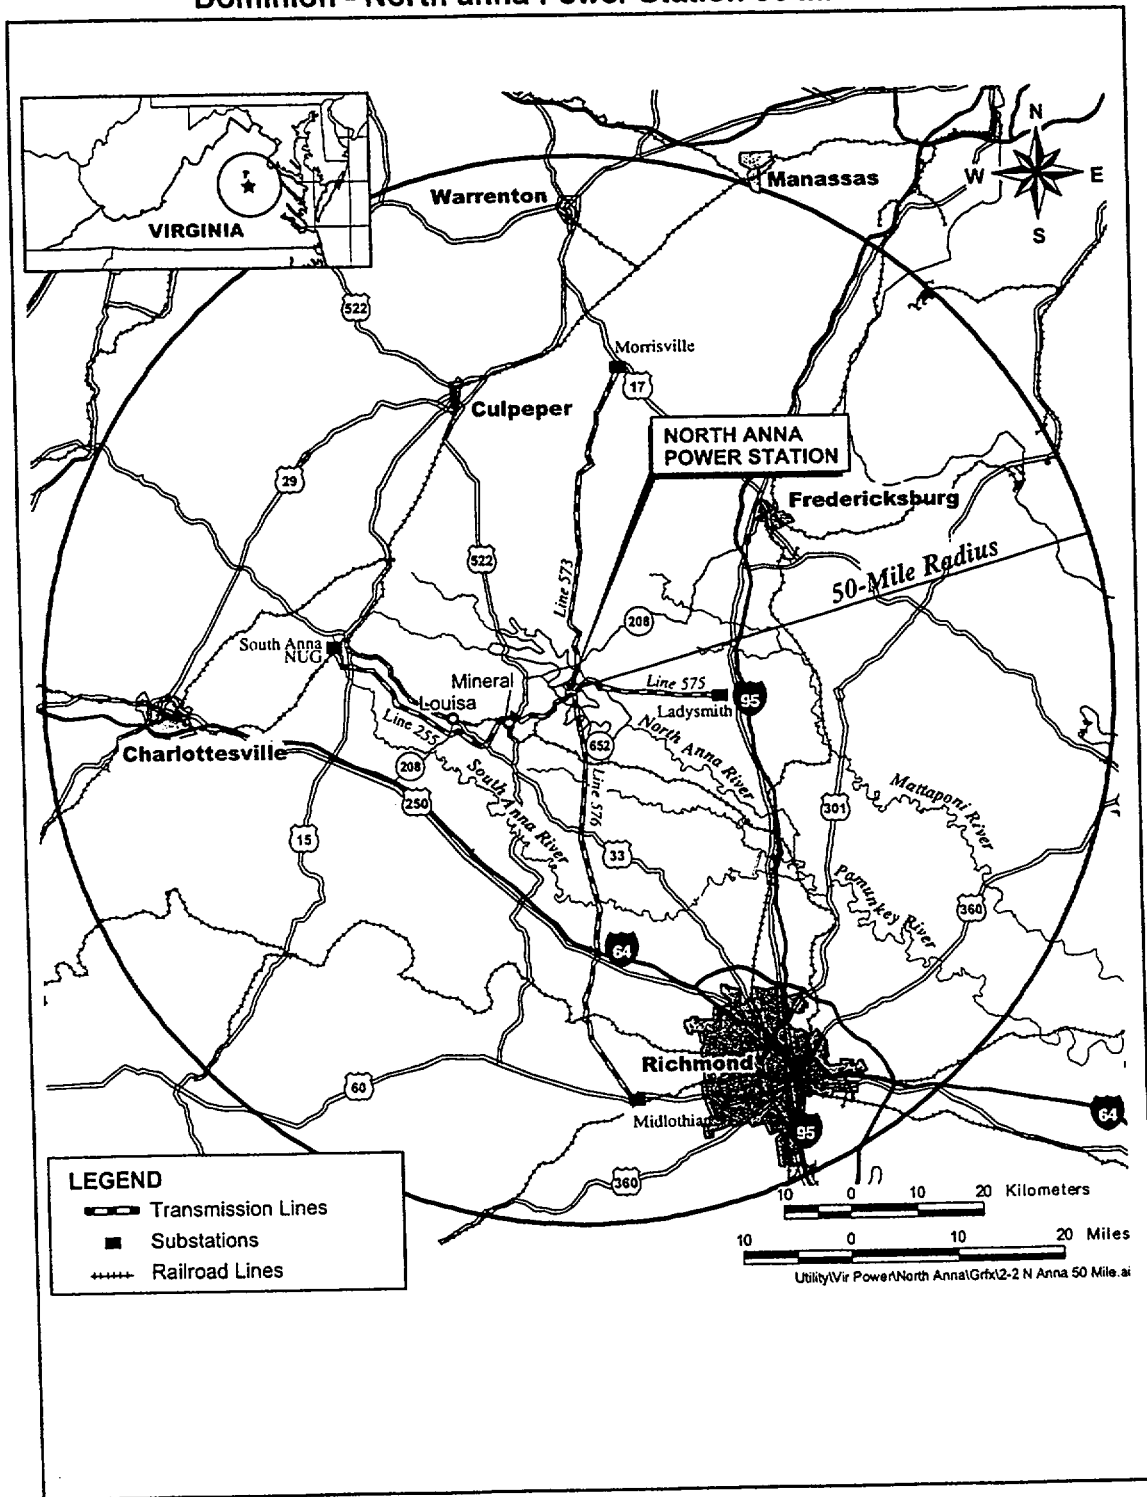 Dominion - North anna Power Station
N
W
E
S
VIRGINIA
Warrenton
Manassas
522
Morrisville
17
Culpeper
NORTH ANNA
POWER STATION
29
Fredericksburg
522
Line 573
50-Mile Radius
208
South Anna
NUG
Mineral
Line 575
Ladysmith
95
Louisa
Line 255
Charlottesville
652
North Anna River
208
South Anna River
Line 576
250
Mattaponi River
301
15
33
Pamunkey River
360
64
Richmond
60
Midlothian
95
64
360
LEGEND
Transmission Lines
Substations
Railroad Lines
10 0 20 Kilometers
10 0 10 20 Miles
Utility\Vir Power\North Anna\Grfx\2-2 N Anna 50 Mile.ai